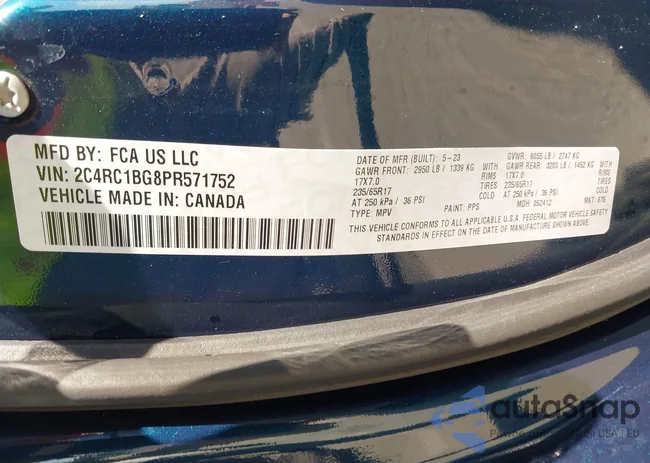 MFD BY: FCA US LLC
VIN: 2C4RC1BG8PR571752
VEHICLE MADE IN: CANADA
DATE OF MFR (BUILT): 5-23
GAWR FRONT: 2950 LB / 1339 KG
17X7.0
235/65R17
AT 250 kPa / 36 PSI
TYPE: MPV
WITH
RIMS
TIRES
COLD
PAINT: PPS
GVWR: 6055 LB / 2747 KG
GAWR REAR: 3200 LB / 1452 KG
17X7.0
235/65R17
AT 250 kPa / 36 PSI
MDH: 052412
WITH
RIMS
TIRES
COLD
MKT:
THIS VEHICLE CONFORMS TO ALL APPLICABLE U.S.A. FEDERAL MOTOR VEHICLE SAFETY
STANDARDS IN EFFECT ON THE DATE OF MANUFACTURE SHOWN ABOVE.
autoSnap